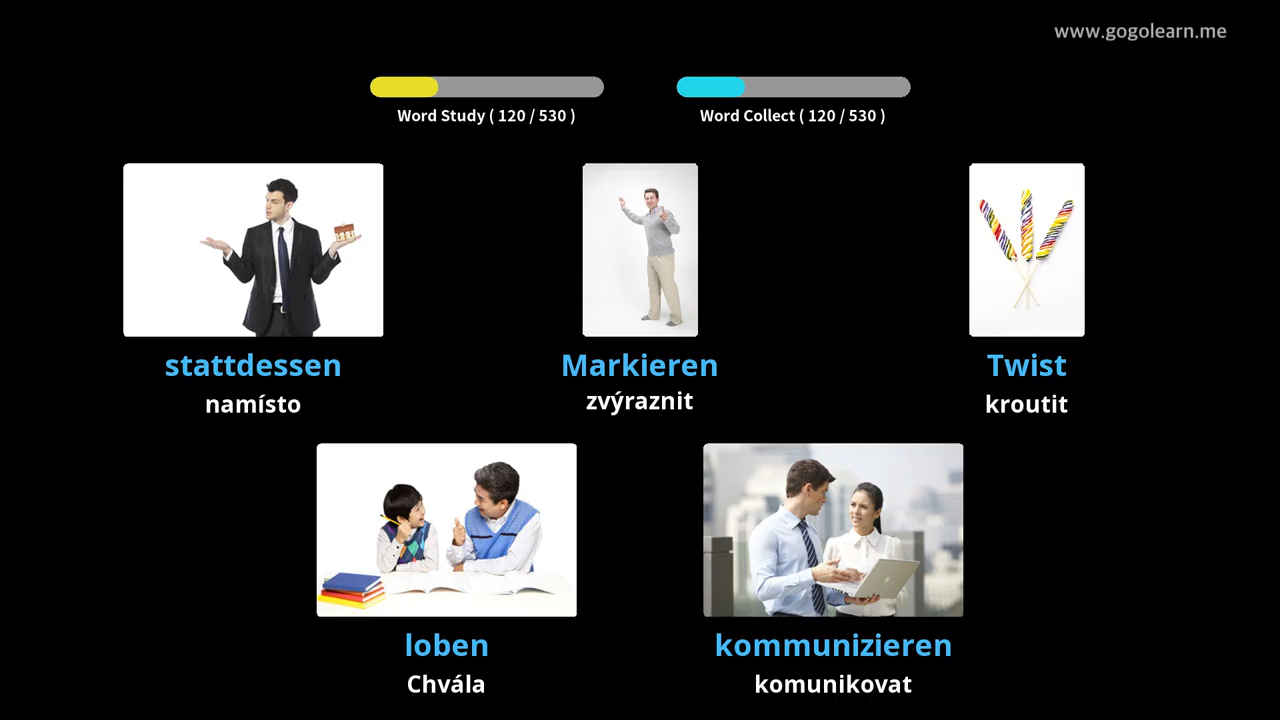 www.gogolearn.me
Word Study ( 120 / 530 )
Word Collect ( 120 / 530 )
stattdessen
namísto
Markieren
zvýraznit
Twist
kroutit
loben
Chvála
kommunizieren
komunikovat